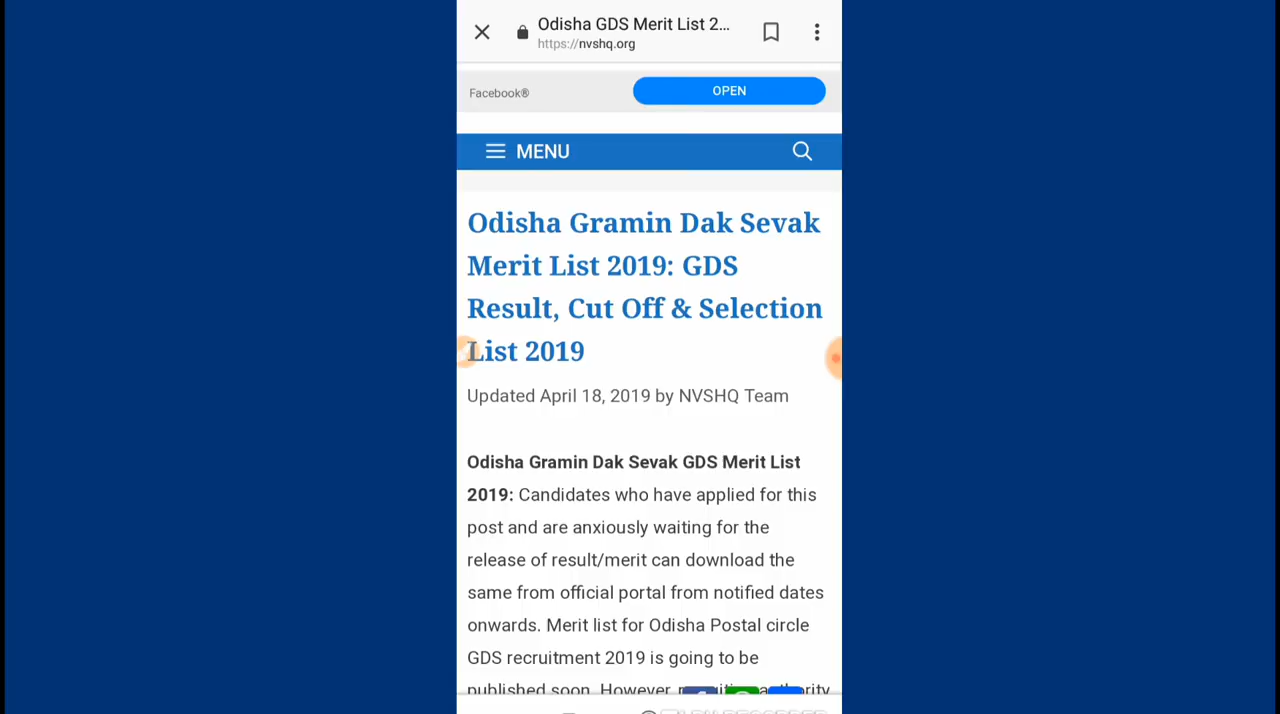 Odisha GDS Merit List 2...
https://nvshq.org
Facebook®
OPEN
MENU
Odisha Gramin Dak Sevak
Merit List 2019: GDS
Result, Cut Off & Selection
List 2019
Updated April 18, 2019 by NVSHQ Team
Odisha Gramin Dak Sevak GDS Merit List
2019: Candidates who have applied for this
post and are anxiously waiting for the
release of result/merit can download the
same from official portal from notified dates
onwards. Merit list for Odisha Postal circle
GDS recruitment 2019 is going to be
published soon. However